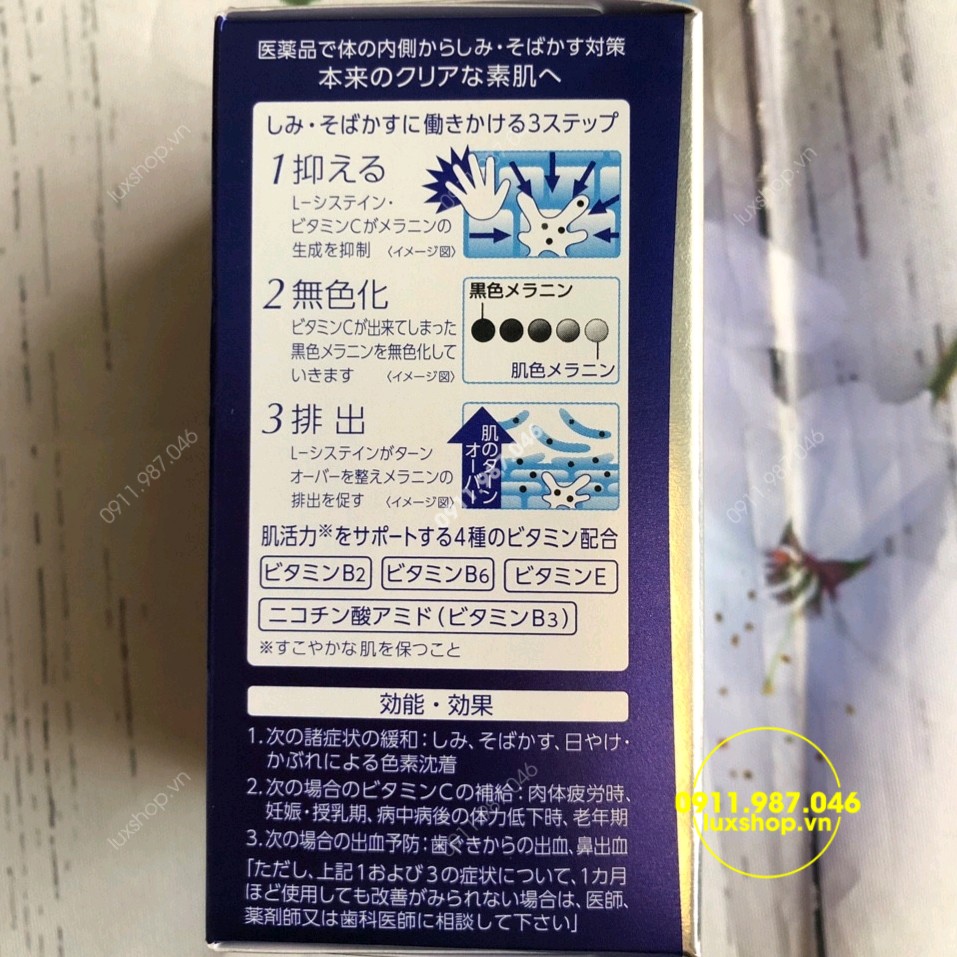 医薬品で体の内側からしみ・そばかす対策
本来のクリアな素肌へ
しみ・そばかすに働きかける3ステップ
1 抑える
L-システイン・
ビタミンCがメラニンの
生成を抑制 〈イメージ図〉
2 無色化
ビタミンCが出来てしまった
黒色メラニンを無色化して
いきます 〈イメージ図〉
黒色メラニン
肌色メラニン
3 排出
L-システインがターン
オーバーを整えメラニンの
排出を促す 〈イメージ図〉
肌のターン
オーバー
肌活力※をサポートする4種のビタミン配合
ビタミンB2 ビタミンB6 ビタミンE
ニコチン酸アミド(ビタミンB3)
※すこやかな肌を保つこと
効能・効果
1.次の諸症状の緩和:しみ、そばかす、日やけ・
かぶれによる色素沈着
2.次の場合のビタミンCの補給:肉体疲労時、
妊娠・授乳期、病中病後の体力低下時、老年期
3.次の場合の出血予防:歯ぐきからの出血、鼻出血
「ただし、上記1および3の症状について、1カ月
ほど使用しても改善がみられない場合は、医師、
薬剤師又は歯科医師に相談して下さい」
0911.987.046
luxshop.vn
luxshop.vn
luxshop.vn
luxshop.vn
luxshop.vn
0911.987.046
0911.987.046
0911.987.046